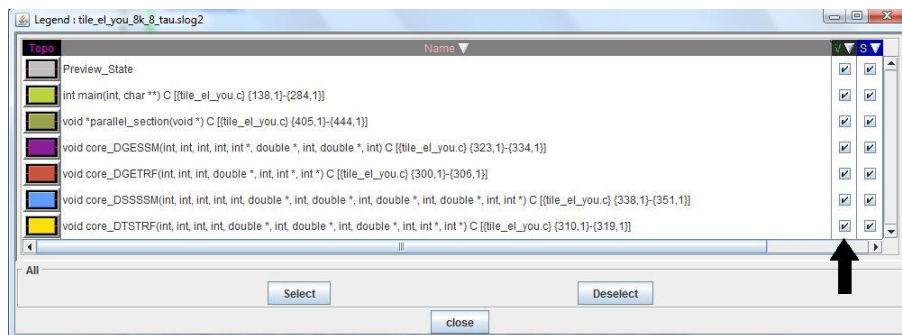 Legend : tile_el_you_8k_8_tau.slog2
Topo Name V S
Preview_State
int main(int, char **) C [{tile_el_you.c} {138,1}-{284,1}]
void *parallel_section(void *) C [{tile_el_you.c} {405,1}-{444,1}]
void core_DGESSM(int, int, int, int, int *, double *, int, double *, int) C [{tile_el_you.c} {323,1}-{334,1}]
void core_DGETRF(int, int, int, double *, int, int *, int *) C [{tile_el_you.c} {300,1}-{306,1}]
void core_DSSSSM(int, int, int, int, int, double *, int, double *, int, double *, int, double *, int, int *) C [{tile_el_you.c} {338,1}-{351,1}]
void core_DTSTRF(int, int, int, int, double *, int, double *, int, double *, int, int *, int *) C [{tile_el_you.c} {310,1}-{319,1}]
All
Select Deselect
close